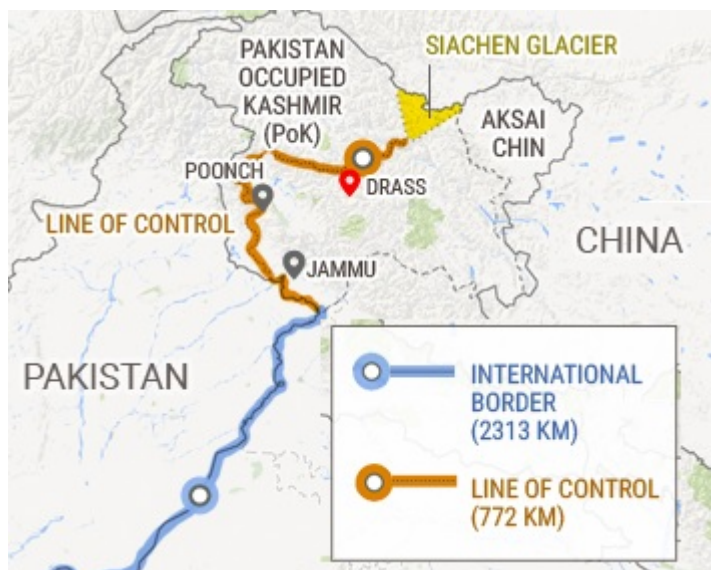 PAKISTAN
OCCUPIED
KASHMIR
(PoK)
SIACHEN GLACIER
AKSAI
CHIN
POONCH
DRASS
LINE OF CONTROL
CHINA
JAMMU
PAKISTAN
INTERNATIONAL
BORDER
(2313 KM)
LINE OF CONTROL
(772 KM)